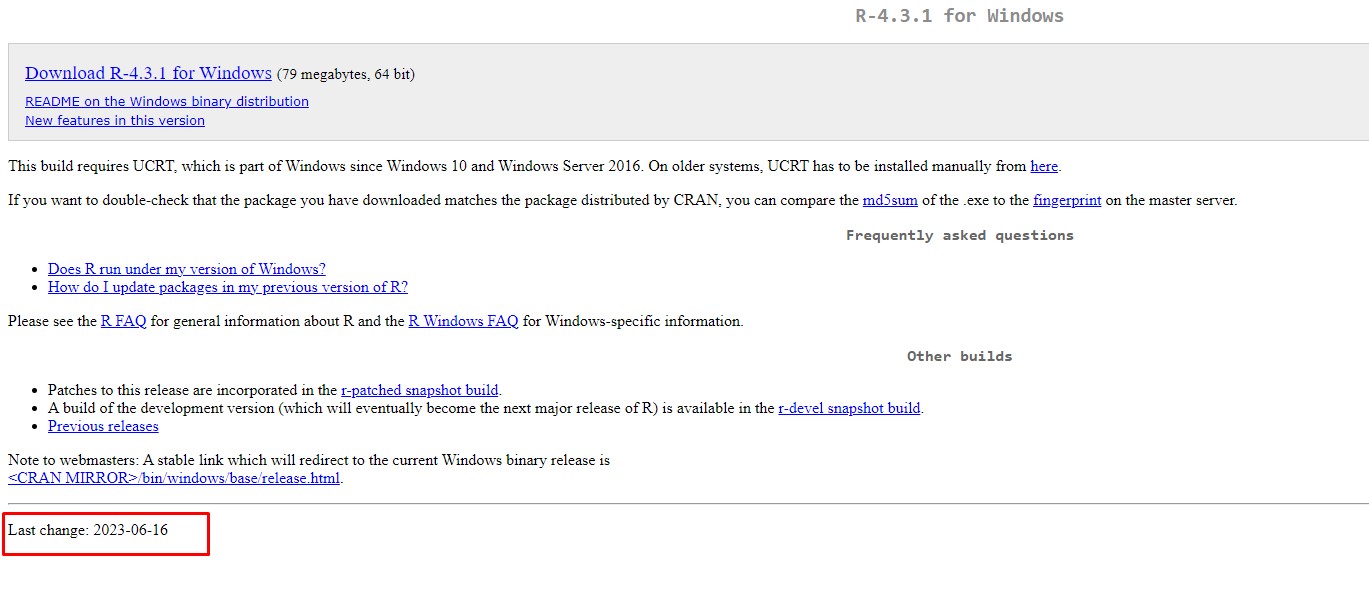 R-4.3.1 for Windows
Download R-4.3.1 for Windows (79 megabytes, 64 bit)
README on the Windows binary distribution
New features in this version
This build requires UCRT, which is part of Windows since Windows 10 and Windows Server 2016. On older systems, UCRT has to be installed manually from here.
If you want to double-check that the package you have downloaded matches the package distributed by CRAN, you can compare the md5sum of the .exe to the fingerprint on the master server.
Frequently asked questions
• Does R run under my version of Windows?
• How do I update packages in my previous version of R?
Please see the R FAQ for general information about R and the R Windows FAQ for Windows-specific information.
Other builds
• Patches to this release are incorporated in the r-patched snapshot build.
• A build of the development version (which will eventually become the next major release of R) is available in the r-devel snapshot build.
• Previous releases
Note to webmasters: A stable link which will redirect to the current Windows binary release is
<CRAN MIRROR>/bin/windows/base/release.html.
Last change: 2023-06-16